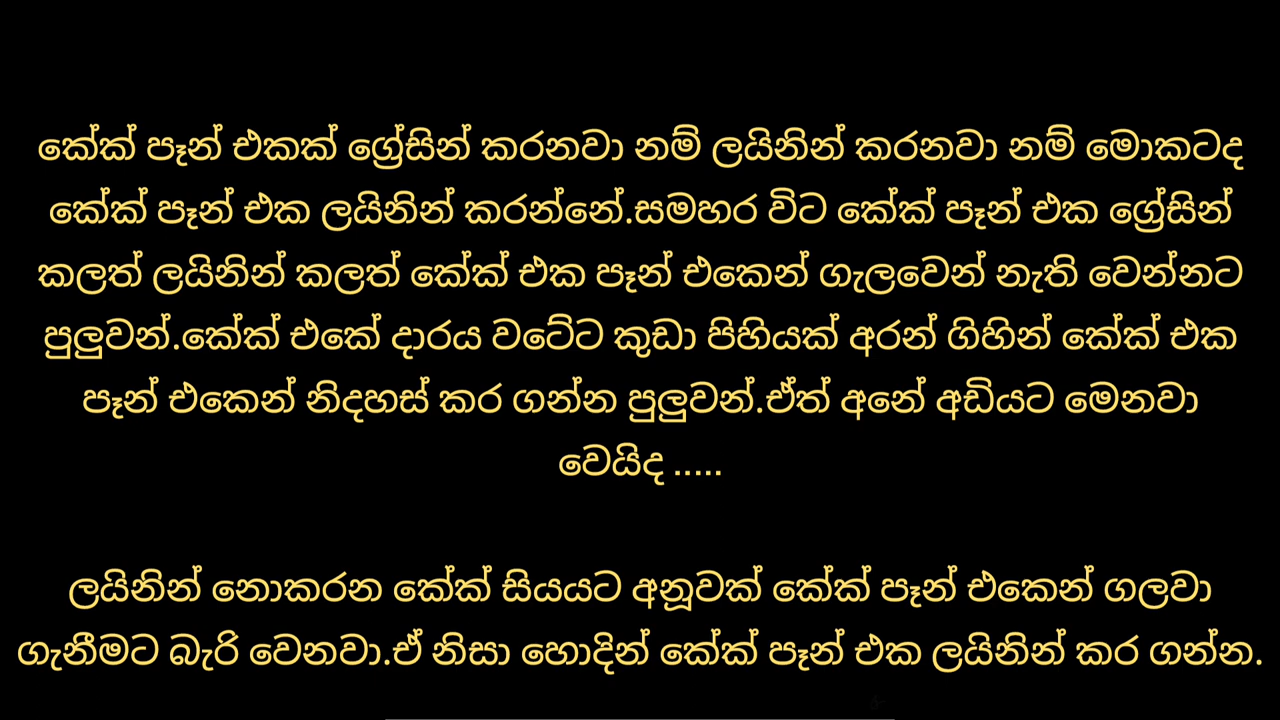 කේක් පෑන් එකක් ග්‍රේසින් කරනවා නම් ලයිනින් කරනවා නම් මොකටද
කේක් පෑන් එක ලයිනින් කරන්නේ.සමහර විට කේක් පෑන් එක ග්‍රේසින්
කලත් ලයිනින් කලත් කේක් එක පෑන් එකෙන් ගැලවෙන් නැති වෙන්නට
පුලුවන්.කේක් එකේ දාරය වටේට කුඩා පිහියක් අරන් ගිහින් කේක් එක
පෑන් එකෙන් නිදහස් කර ගන්න පුලුවන්.ඒත් අනේ අඩියට මෙනවා
වෙයිද .....
ලයිනින් නොකරන කේක් සියයට අනූවක් කේක් පෑන් එකෙන් ගලවා
ගැනීමට බැරි වෙනවා.ඒ නිසා හොදින් කේක් පෑන් එක ලයිනින් කර ගන්න.